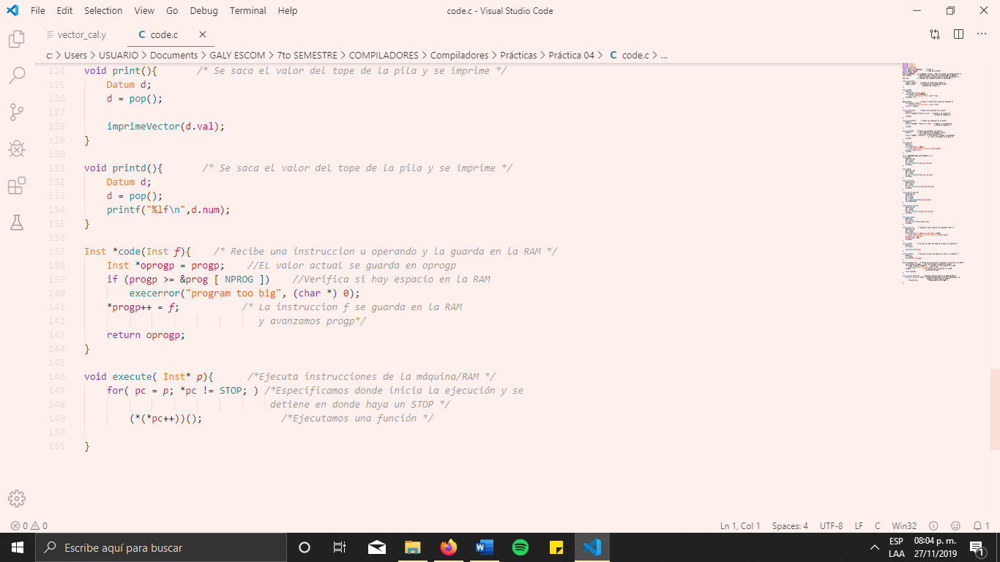 File Edit Selection View Go Debug Terminal Help code.c - Visual Studio Code
vector_cal.y C code.c
c: > Users > USUARIO > Documents > GALY ESCOM > 7to SEMESTRE > COMPILADORES > Compiladores > Prácticas > Práctica 04 > C code.c > ...
124 void print(){ /* Se saca el valor del tope de la pila y se imprime */
125 Datum d;
126 d = pop();
127
128 imprimeVector(d.val);
129 }
130
131 void printd(){ /* Se saca el valor del tope de la pila y se imprime */
132 Datum d;
133 d = pop();
134 printf("%lf\n",d.num);
135 }
136
137 Inst *code(Inst f){ /* Recibe una instruccion u operando y la guarda en la RAM */
138 Inst *oprogp = progp; //EL valor actual se guarda en oprogp
139 if (progp >= &prog [ NPROG ]) //Verifica si hay espacio en la RAM
140 execerror("program too big", (char *) 0);
141 *progp++ = f; /* La instruccion f se guarda en la RAM
142 y avanzamos progp*/
143 return oprogp;
144 }
145
146 void execute( Inst* p){ /*Ejecuta instrucciones de la máquina/RAM */
147 for( pc = p; *pc != STOP; ) /*Especificamos donde inicia la ejecución y se
148 detiene en donde haya un STOP */
149 (*(*pc++))(); /*Ejecutamos una función */
150
151 }
0 0 Ln 1, Col 1 Spaces: 4 UTF-8 LF C Win32 1
Escribe aquí para buscar
ESP 08:04 p. m.
LAA 27/11/2019 1